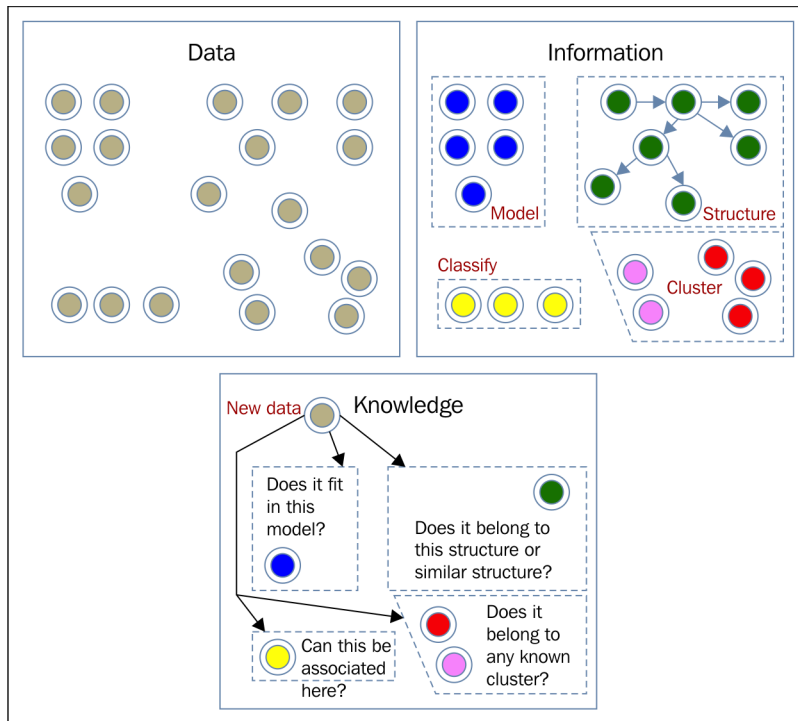 Data
Information
Model
Structure
Classify
Cluster
New data
Knowledge
Does it fit
in this
model?
Does it belong to
this structure or
similar structure?
Can this be
associated
here?
Does it
belong to
any known
cluster?